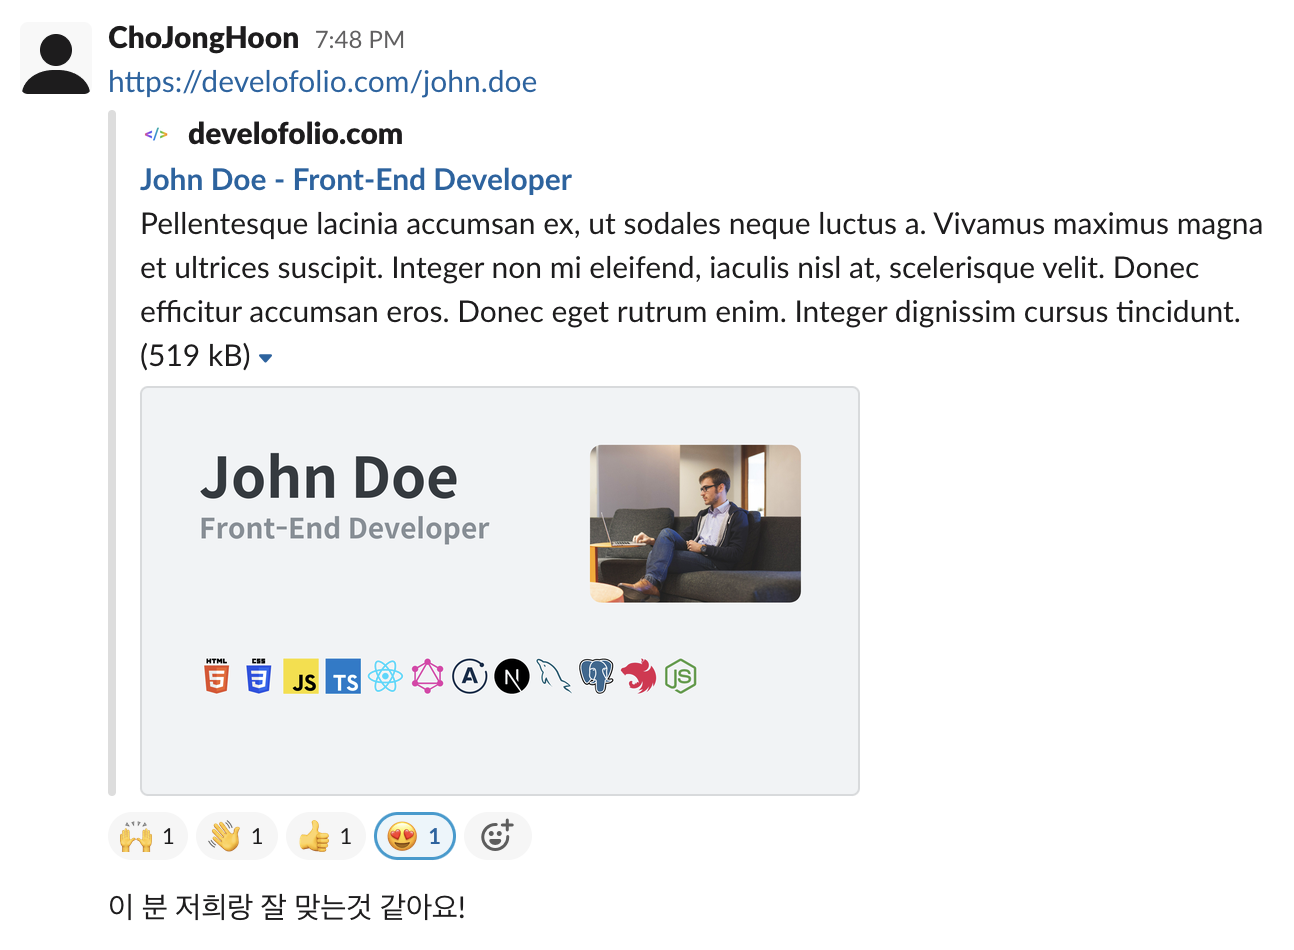 ChoJongHoon 7:48 PM
https://develofolio.com/john.doe
</> develofolio.com
John Doe - Front-End Developer
Pellentesque lacinia accumsan ex, ut sodales neque luctus a. Vivamus maximus magna
et ultrices suscipit. Integer non mi eleifend, iaculis nisl at, scelerisque velit. Donec
efficitur accumsan eros. Donec eget rutrum enim. Integer dignissim cursus tincidunt.
(519 kB)
John Doe
Front-End Developer
HTML 5 CSS 3 JS TS A N JS
1 1 1 1
이 분 저희랑 잘 맞는것 같아요!